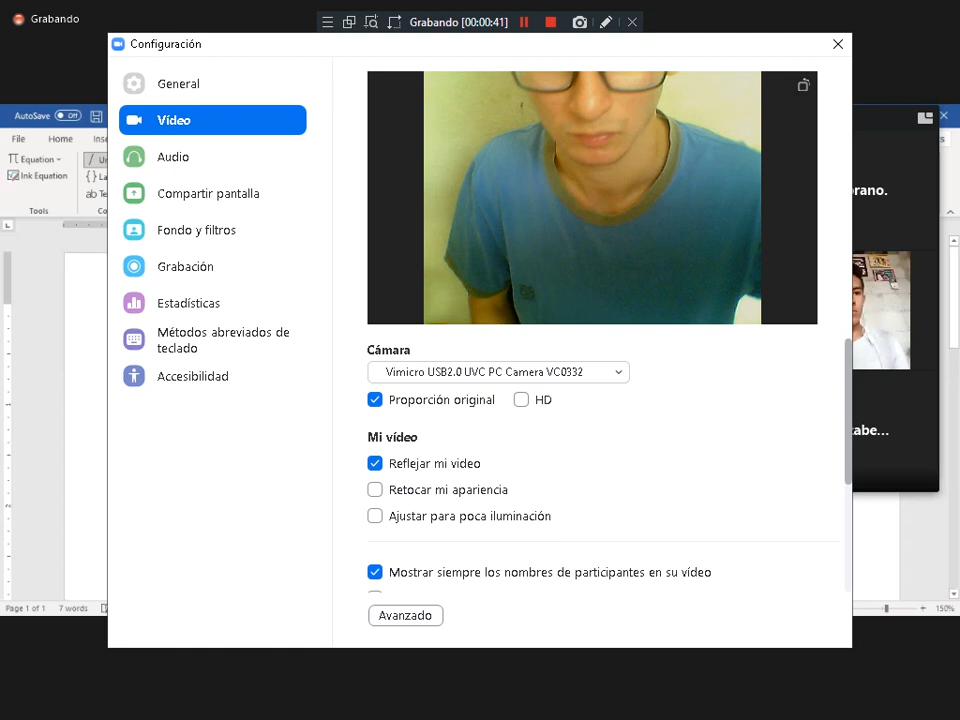 Grabando
Grabando [00:00:41]
Configuración
General
Vídeo
Audio
Compartir pantalla
Fondo y filtros
Grabación
Estadísticas
Métodos abreviados de
teclado
Accesibilidad
Cámara
Vimicro USB2.0 UVC PC Camera VC0332
Proporción original
HD
Mi vídeo
Reflejar mi video
Retocar mi apariencia
Ajustar para poca iluminación
Mostrar siempre los nombres de participantes en su vídeo
Avanzado
AutoSave Off
File Home Inse
Equation
Ink Equation
Tools
Page 1 of 1 7 words
150%
rano.
tabe...